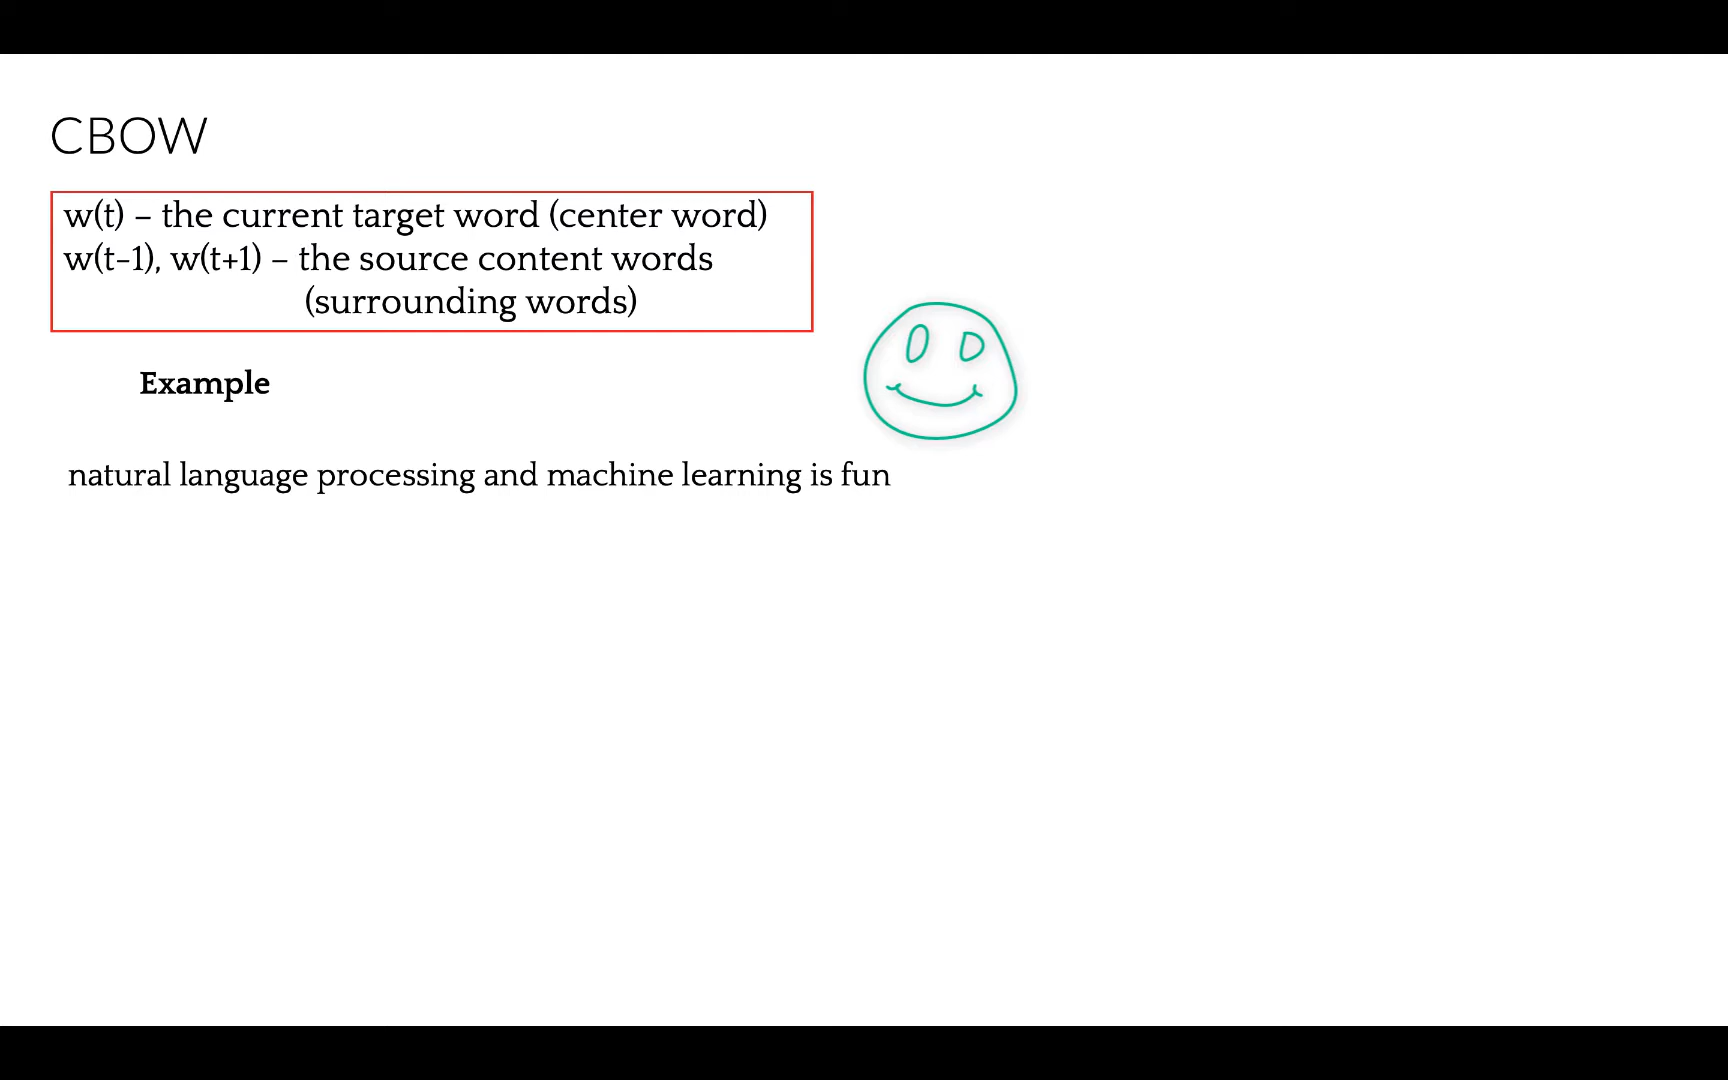 CBOW
w(t) – the current target word (center word)
w(t-1), w(t+1) – the source content words
(surrounding words)
Example
natural language processing and machine learning is fun